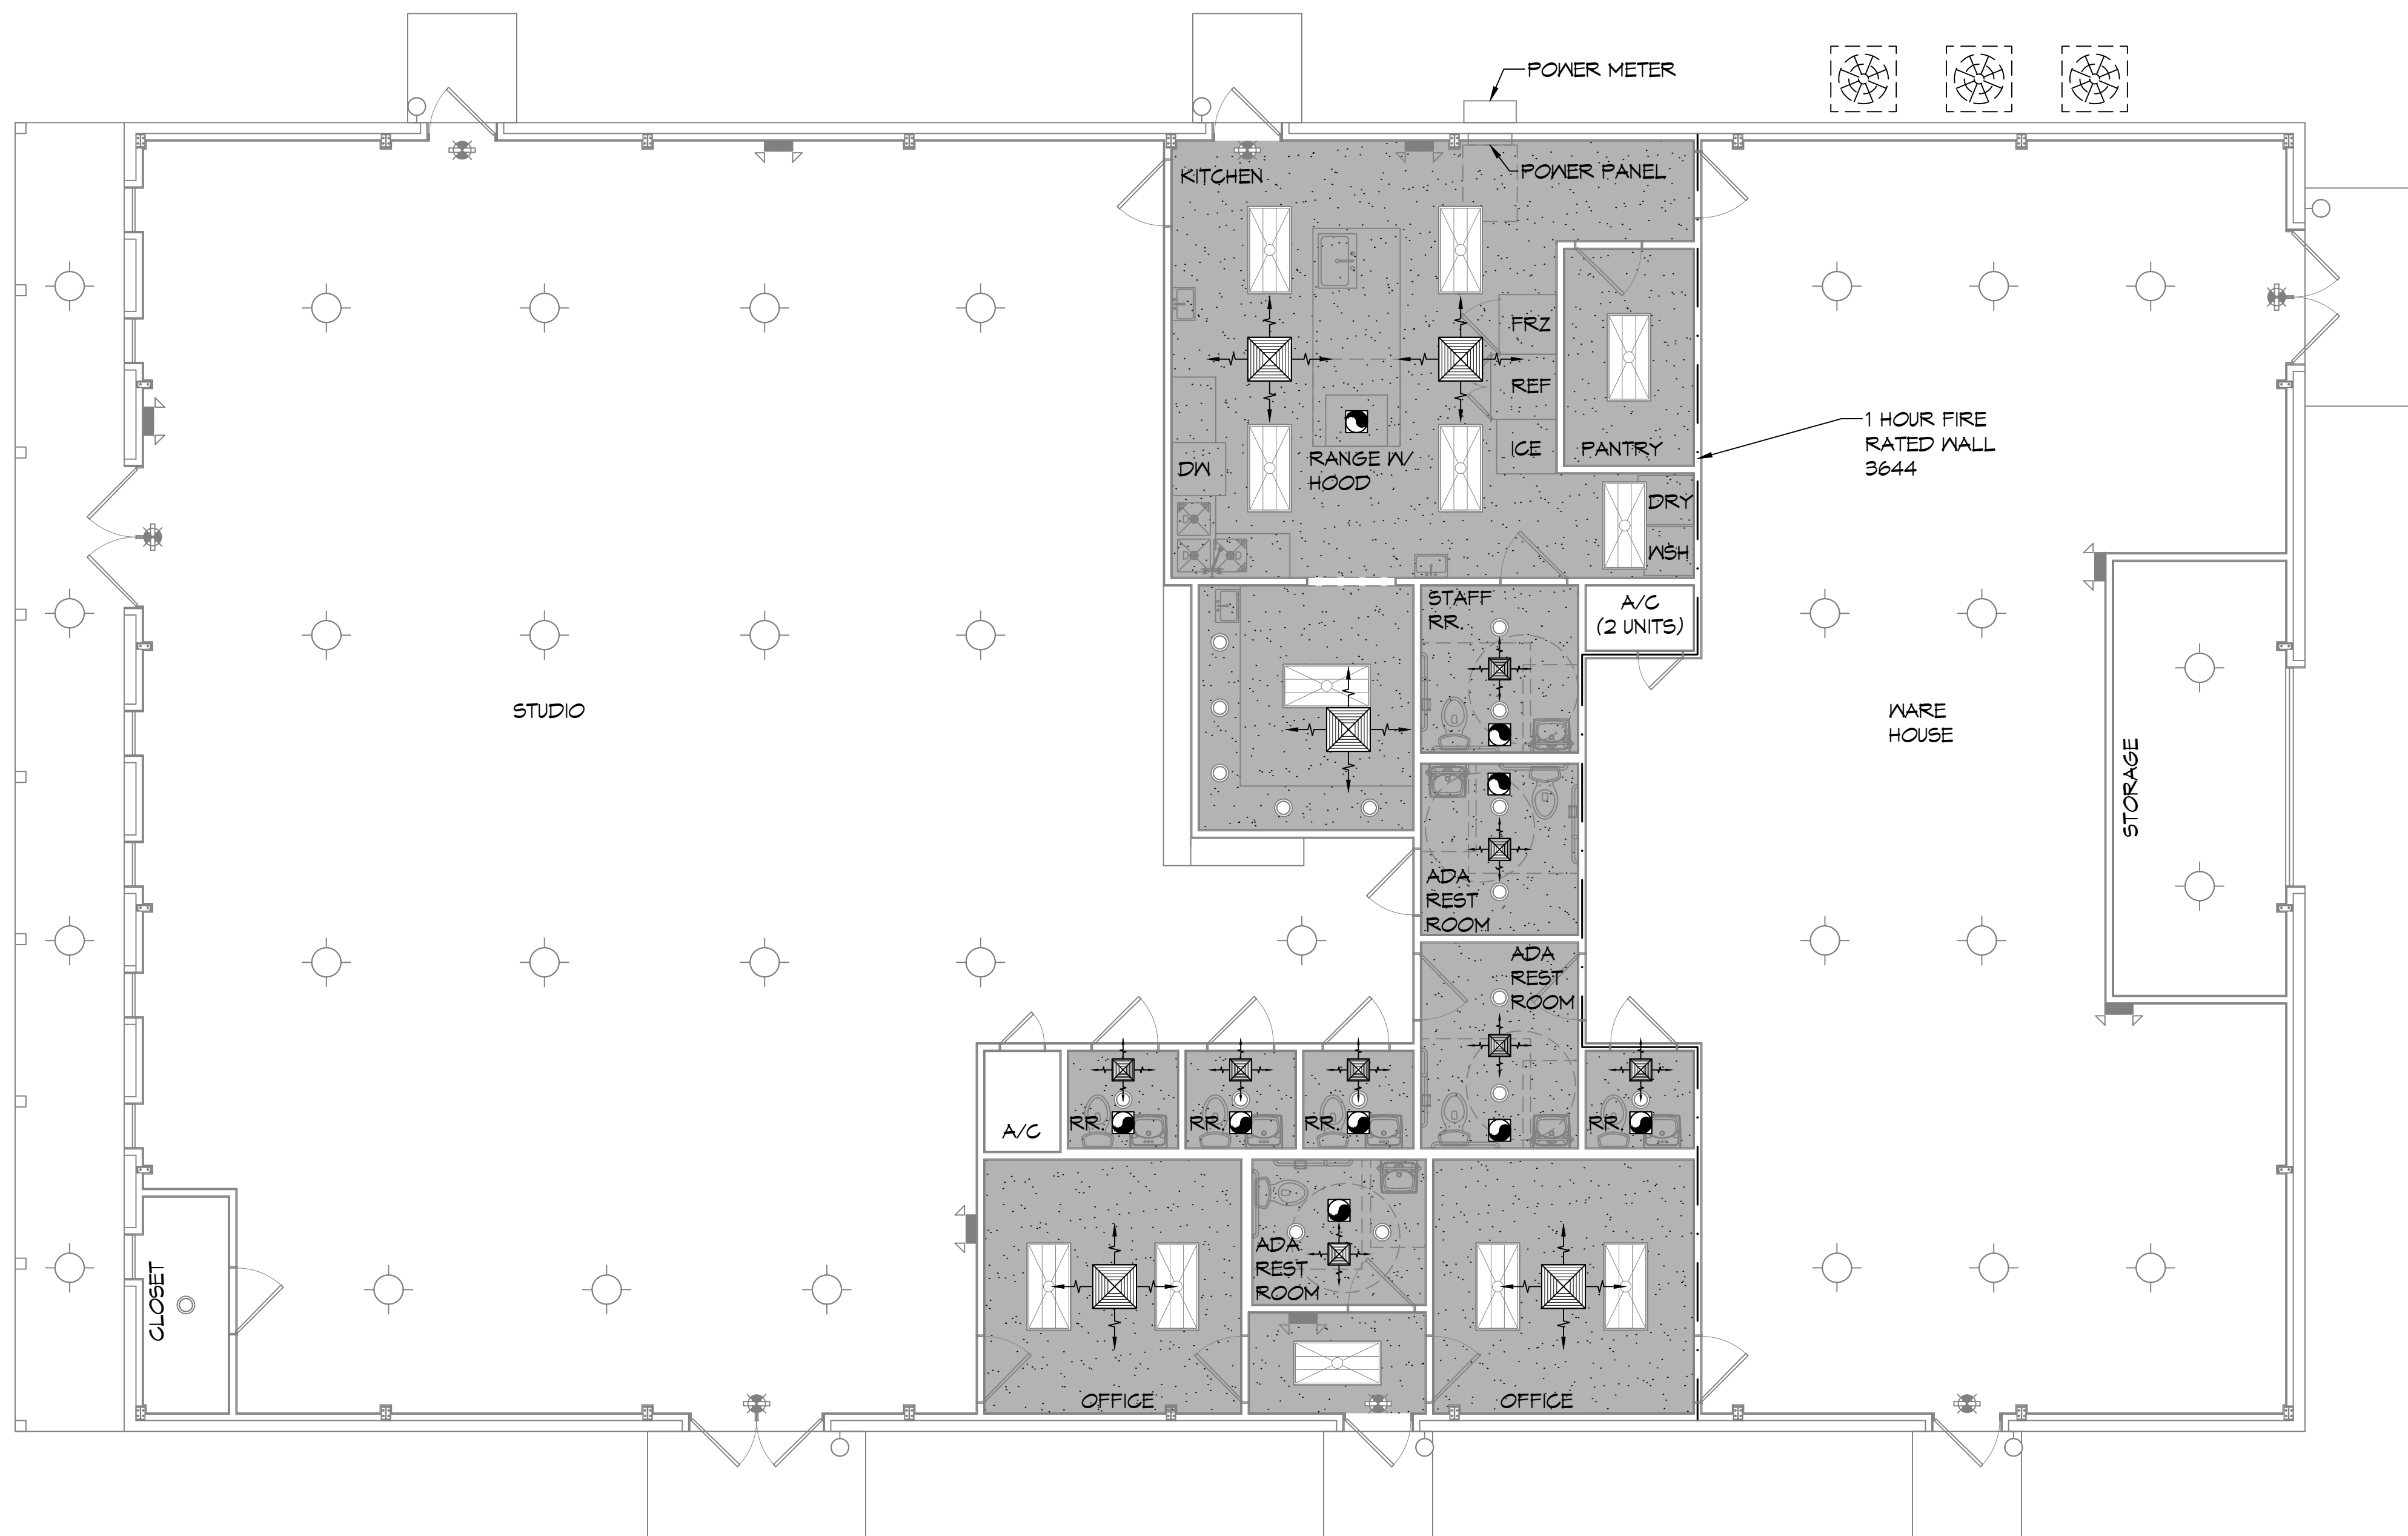 POWER METER
KITCHEN
POWER PANEL
FRZ
REF
ICE
PANTRY
1 HOUR FIRE
RATED WALL
3644
DW
RANGE W/
HOOD
DRY
WSH
STAFF
RR.
A/C
(2 UNITS)
STUDIO
WARE
HOUSE
STORAGE
ADA
REST
ROOM
ADA
REST
ROOM
A/C
RR.
RR.
RR.
RR.
CLOSET
ADA
REST
ROOM
OFFICE
OFFICE